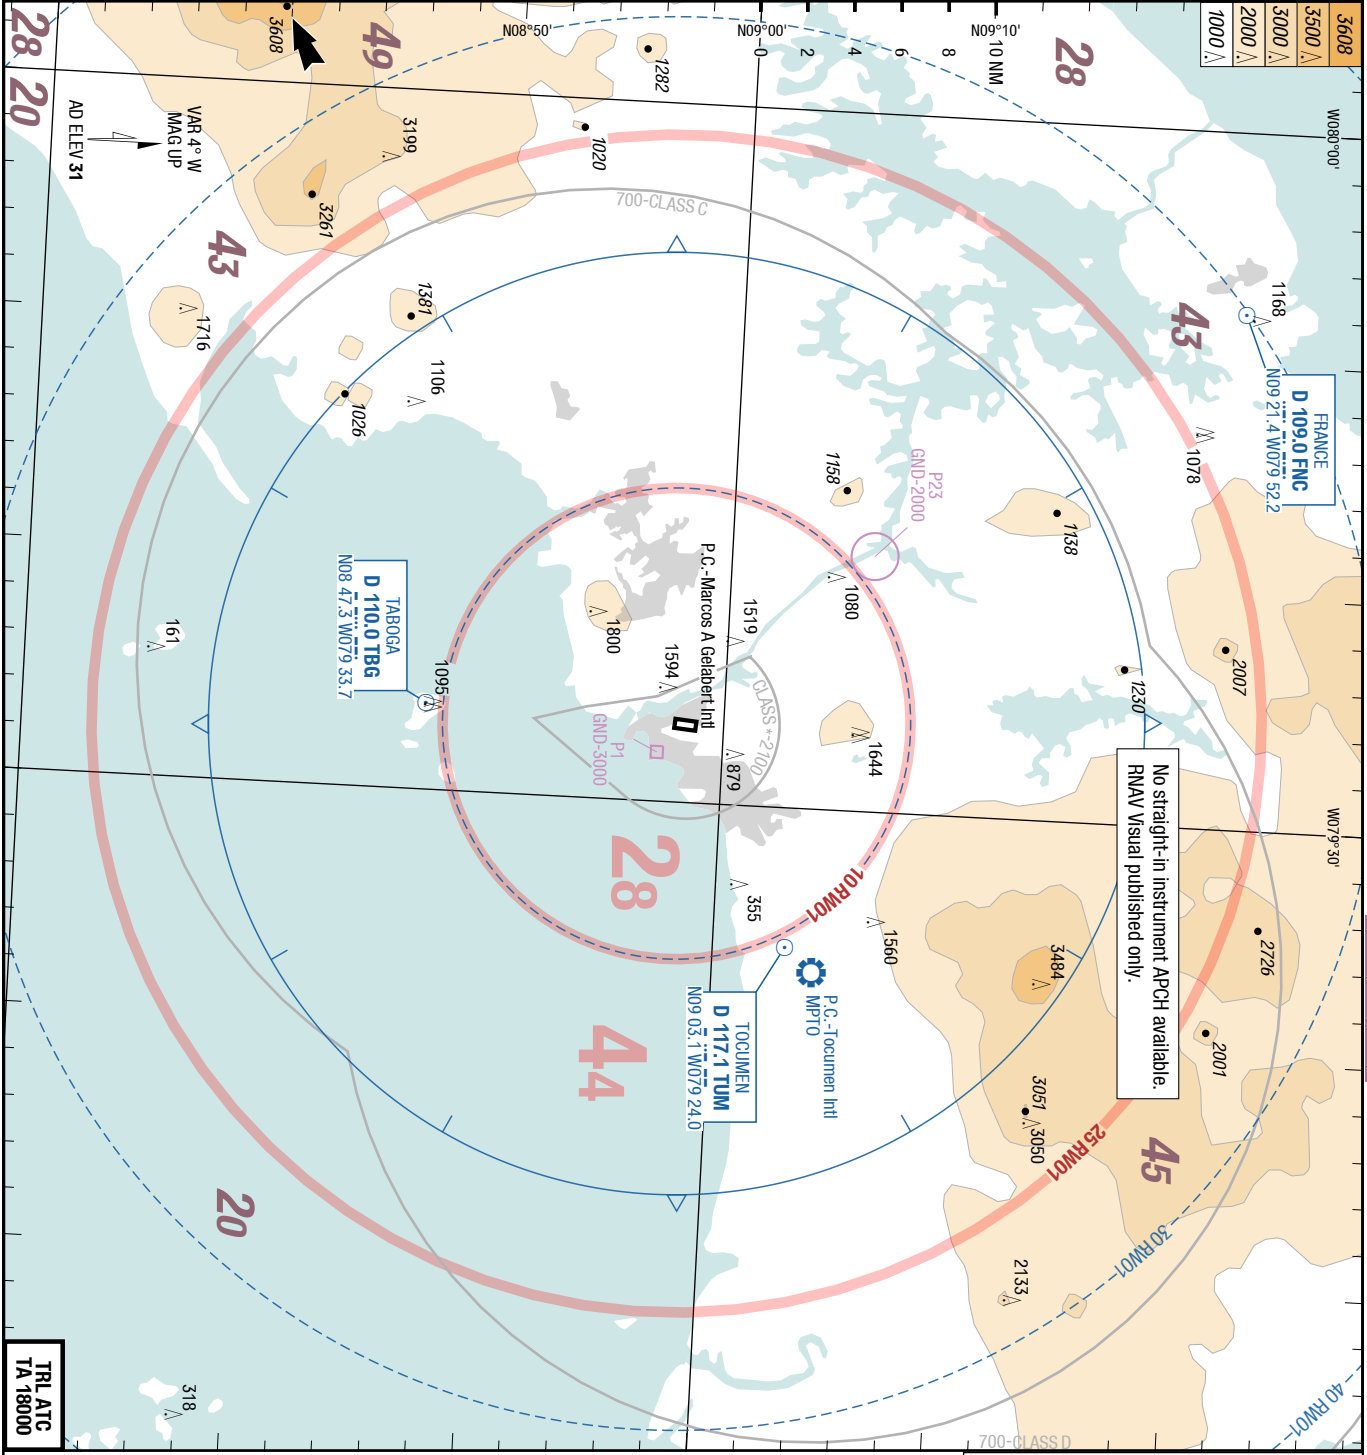 3608
3500
3000
2000
1000
W080°00'
W079°30'
N08°50'
N09°00'
N09°10'
0
2
4
6
8
10 NM
28
28
20
49
43
43
45
20
28
44
VAR 4° W
MAG UP
AD ELEV 31
3608
3199
3261
1282
1020
1716
1381
1026
1106
161
1168
1078
1138
1158
1080
1230
2007
1519
1594
1800
1095
1644
879
355
1560
3484
3051
3050
2726
2001
2133
318
700-CLASS C
CLASS *-2100
700-CLASS D
FRANCE
D 109.0 FNC
N09 21.4 W079 52.2
P23
GND-2000
P.C.-Marcos A Gelabert Intl
P1
GND-3000
TABOGA
D 110.0 TBG
N08 47.3 W079 33.7
No straight-in instrument APCH available.
RNAV Visual published only.
P.C.-Tocumen Intl
MPTO
TOCUMEN
D 117.1 TUM
N09 03.1 W079 24.0
10 RW01
25 RW01
30 RW01
40 RW01
TRL ATC
TA 18000